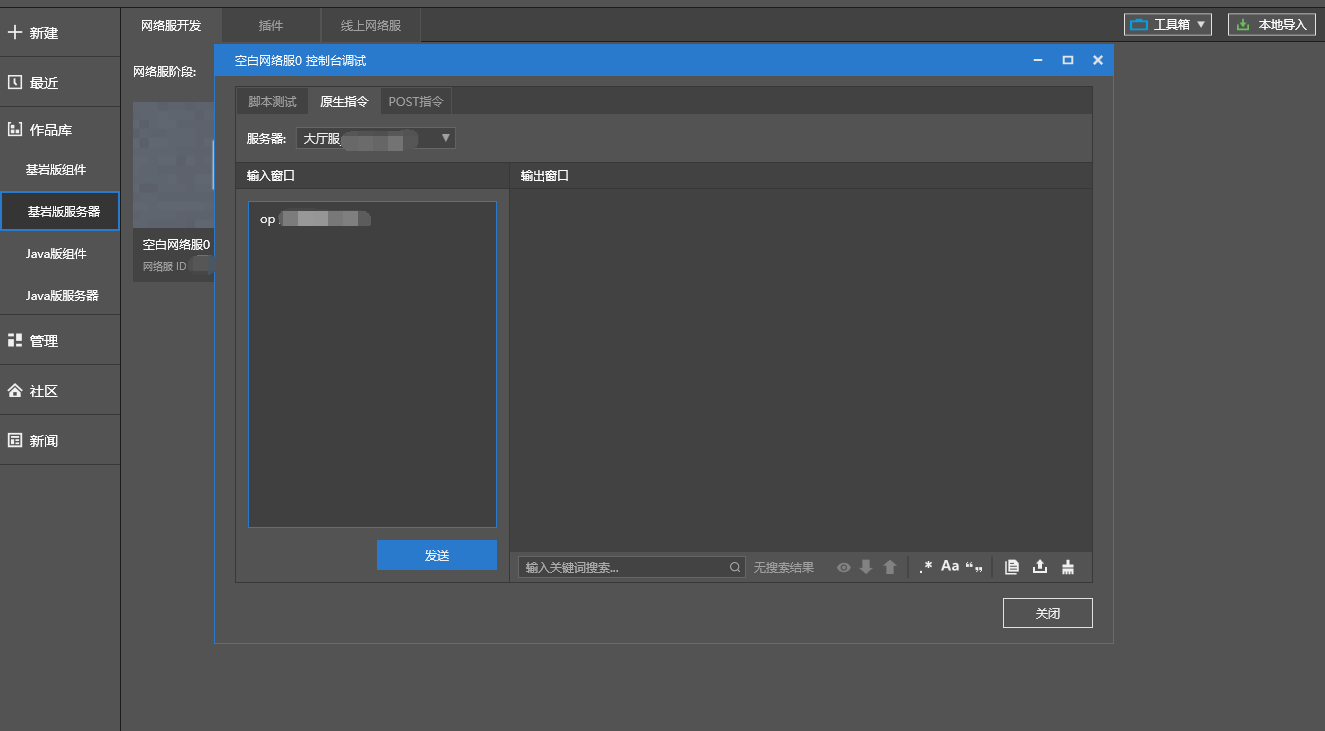 新建
最近
作品库
基岩版组件
基岩版服务器
Java版组件
Java版服务器
管理
社区
新闻
网络服开发 插件 线上网络服
工具箱 本地导入
网络服阶段:
空白网络服0
网络服 ID
空白网络服0 控制台调试
脚本测试 原生指令 POST指令
服务器: 大厅服
输入窗口 输出窗口
op
发送
输入关键词搜索... 无搜索结果 .* Aa “„
关闭